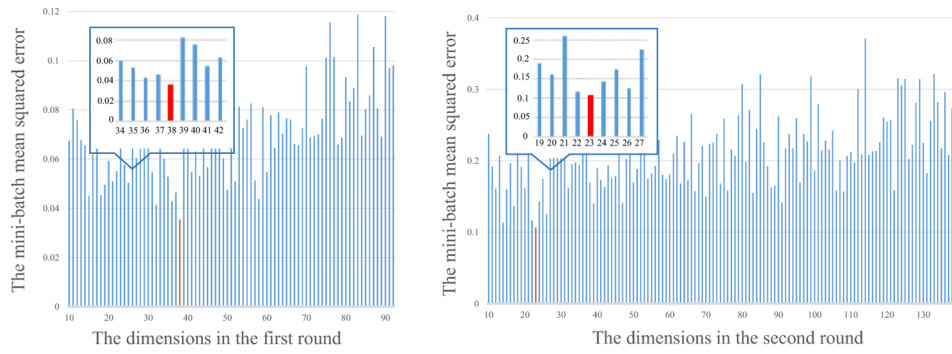 The mini-batch mean squared error
0.12
0.1
0.08
0.06
0.04
0.02
0
0.08
0.06
0.04
0.02
0
34 35 36 37 38 39 40 41 42
10 20 30 40 50 60 70 80 90
The dimensions in the first round
The mini-batch mean squared error
0.4
0.3
0.2
0.1
0
0.25
0.2
0.15
0.1
0.05
0
19 20 21 22 23 24 25 26 27
10 20 30 40 50 60 70 80 90 100 110 120 130
The dimensions in the second round